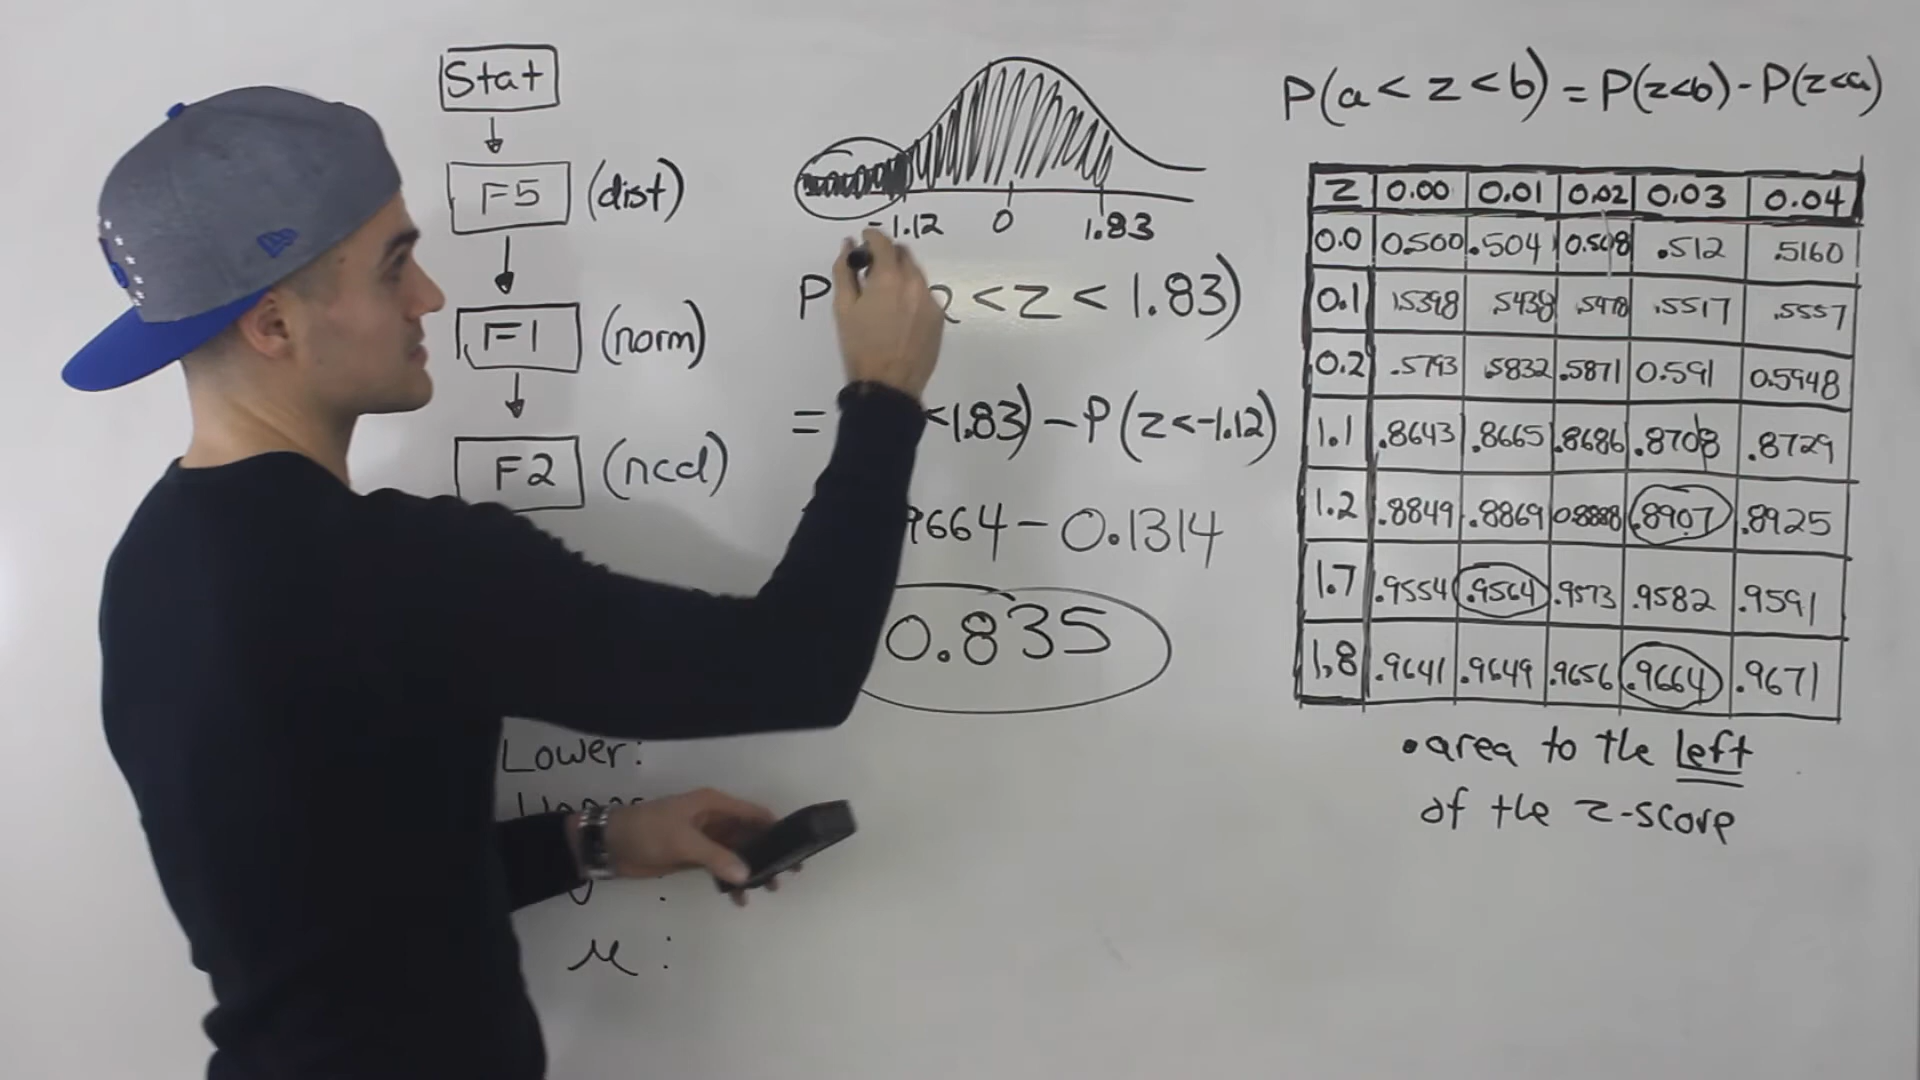 Stat
F5 (dist)
F1 (norm)
F2 (ncd)
Lower:
μ :
-1.12 0 1.83
P < z < 1.83)
= <1.83) - P(z<-1.12)
9664 - 0.1314
0.835
P(a < z < b) = P(z<b) - P(z<a)
z 0.00 0.01 0.02 0.03 0.04
0.0 0.500 .504 0.508 .512 .5160
0.1 .5398 .5438 .5478 .5517 .5557
0.2 .5793 .5832 .5871 0.591 0.5948
1.1 .8643 .8665 .8686 .8708 .8729
1.2 .8849 .8869 0.8888 .8907 .8925
1.7 .9554 .9564 .9573 .9582 .9591
1.8 .9641 .9649 .9656 .9664 .9671
• area to the left
of the z-score